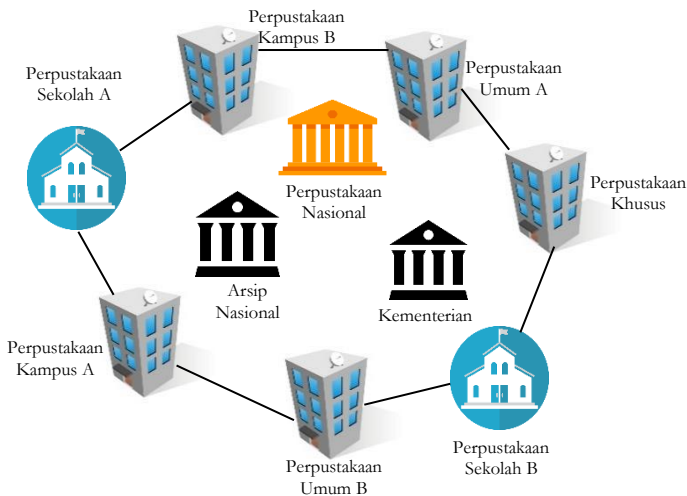 Perpustakaan
Kampus B
Perpustakaan
Sekolah A
Perpustakaan
Umum A
Perpustakaan
Nasional
Perpustakaan
Khusus
Arsip
Nasional
Kementerian
Perpustakaan
Kampus A
Perpustakaan
Umum B
Perpustakaan
Sekolah B